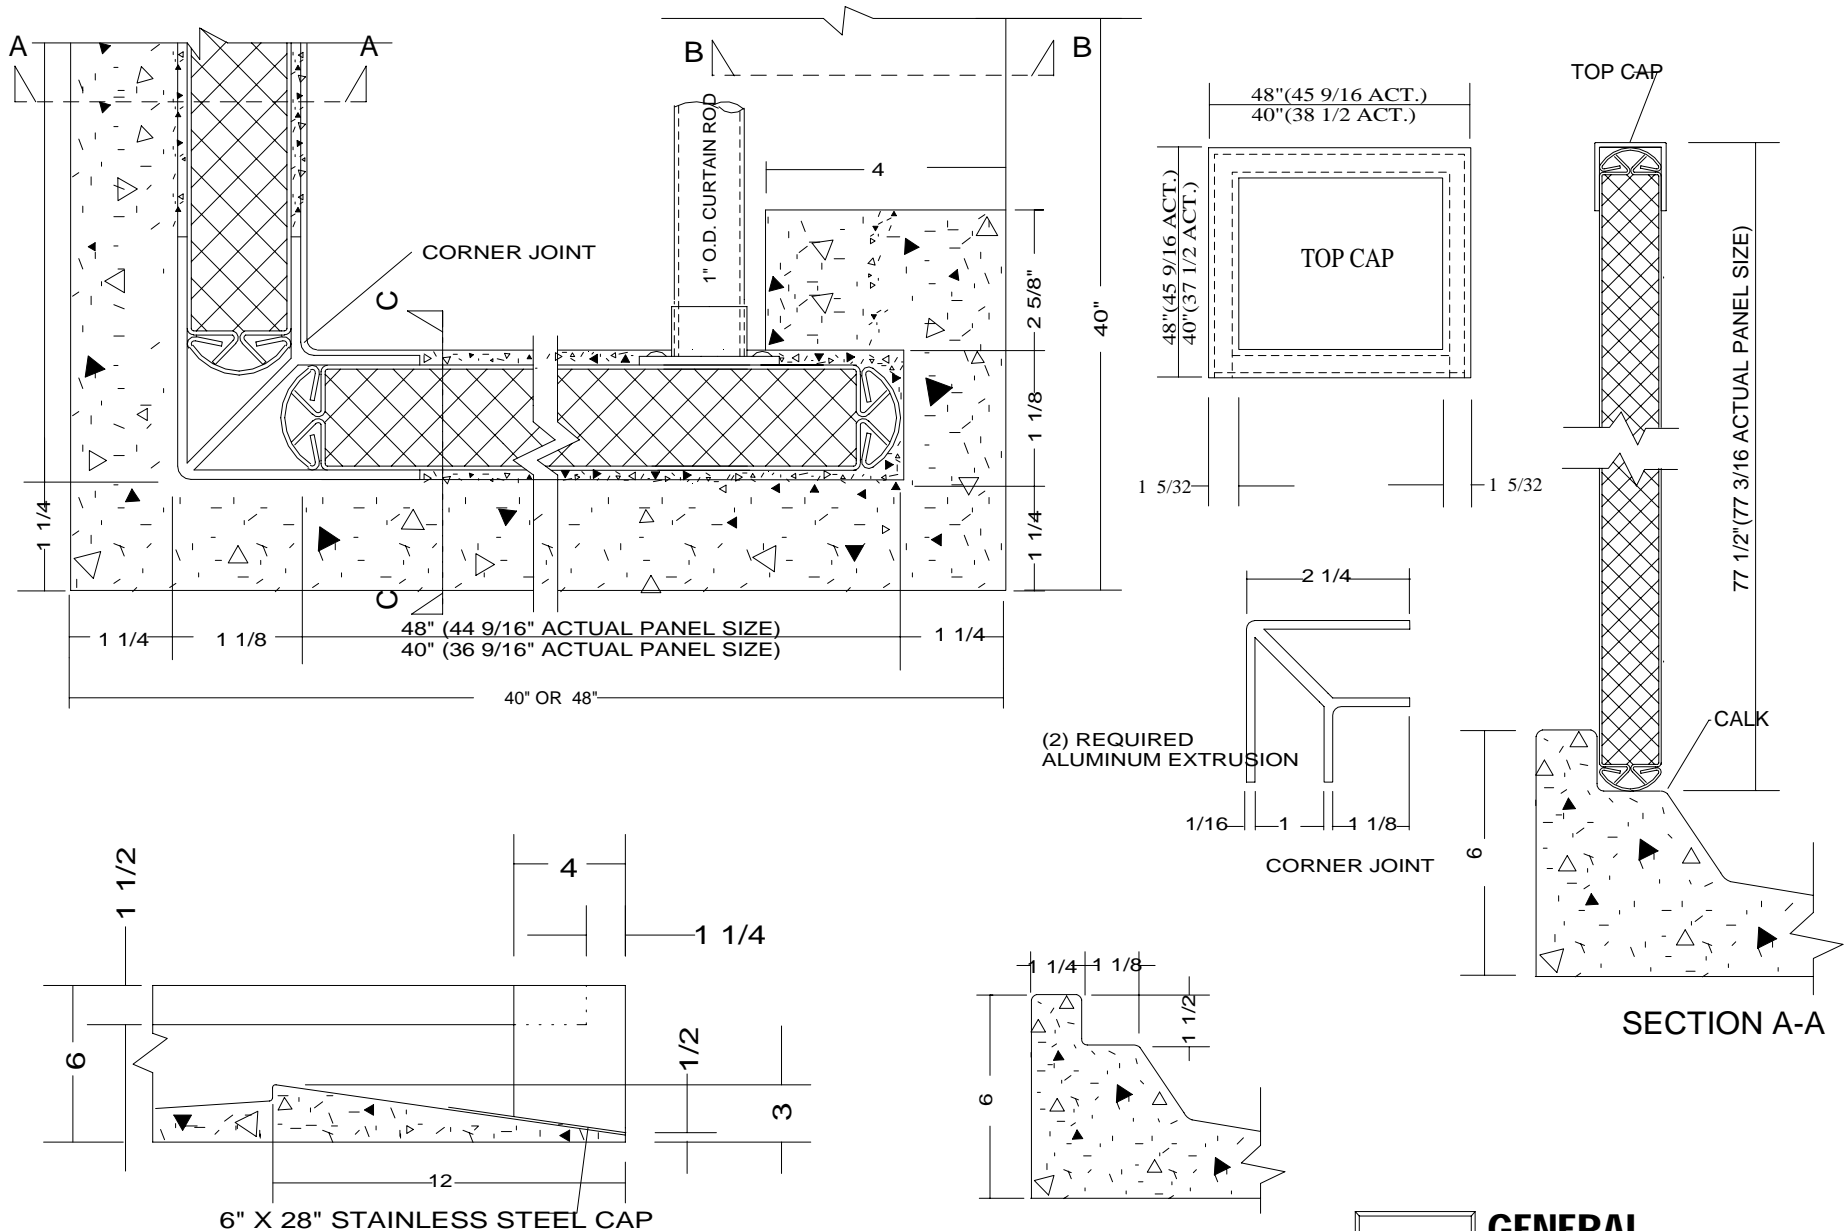 A
A
B
B
1" O.D. CURTAIN ROD
4
CORNER JOINT
C
C
2 5/8"
40"
1 1/8
1 1/4
1 1/4
1 1/4
1 1/8
48" (44 9/16" ACTUAL PANEL SIZE)
40" (36 9/16" ACTUAL PANEL SIZE)
1 1/4
40" OR 48"
48"(45 9/16 ACT.)
40"(38 1/2 ACT.)
48"(45 9/16 ACT.)
40"(37 1/2 ACT.)
TOP CAP
1 5/32
1 5/32
2 1/4
(2) REQUIRED
ALUMINUM EXTRUSION
1/16
1
1 1/8
CORNER JOINT
TOP CAP
77 1/2"(77 3/16 ACTUAL PANEL SIZE)
CALK
6
SECTION A-A
1 1/2
4
1 1/4
6
1/2
3
12
6" X 28" STAINLESS STEEL CAP
1 1/4
1 1/8
1 1/2
6
GENERAL